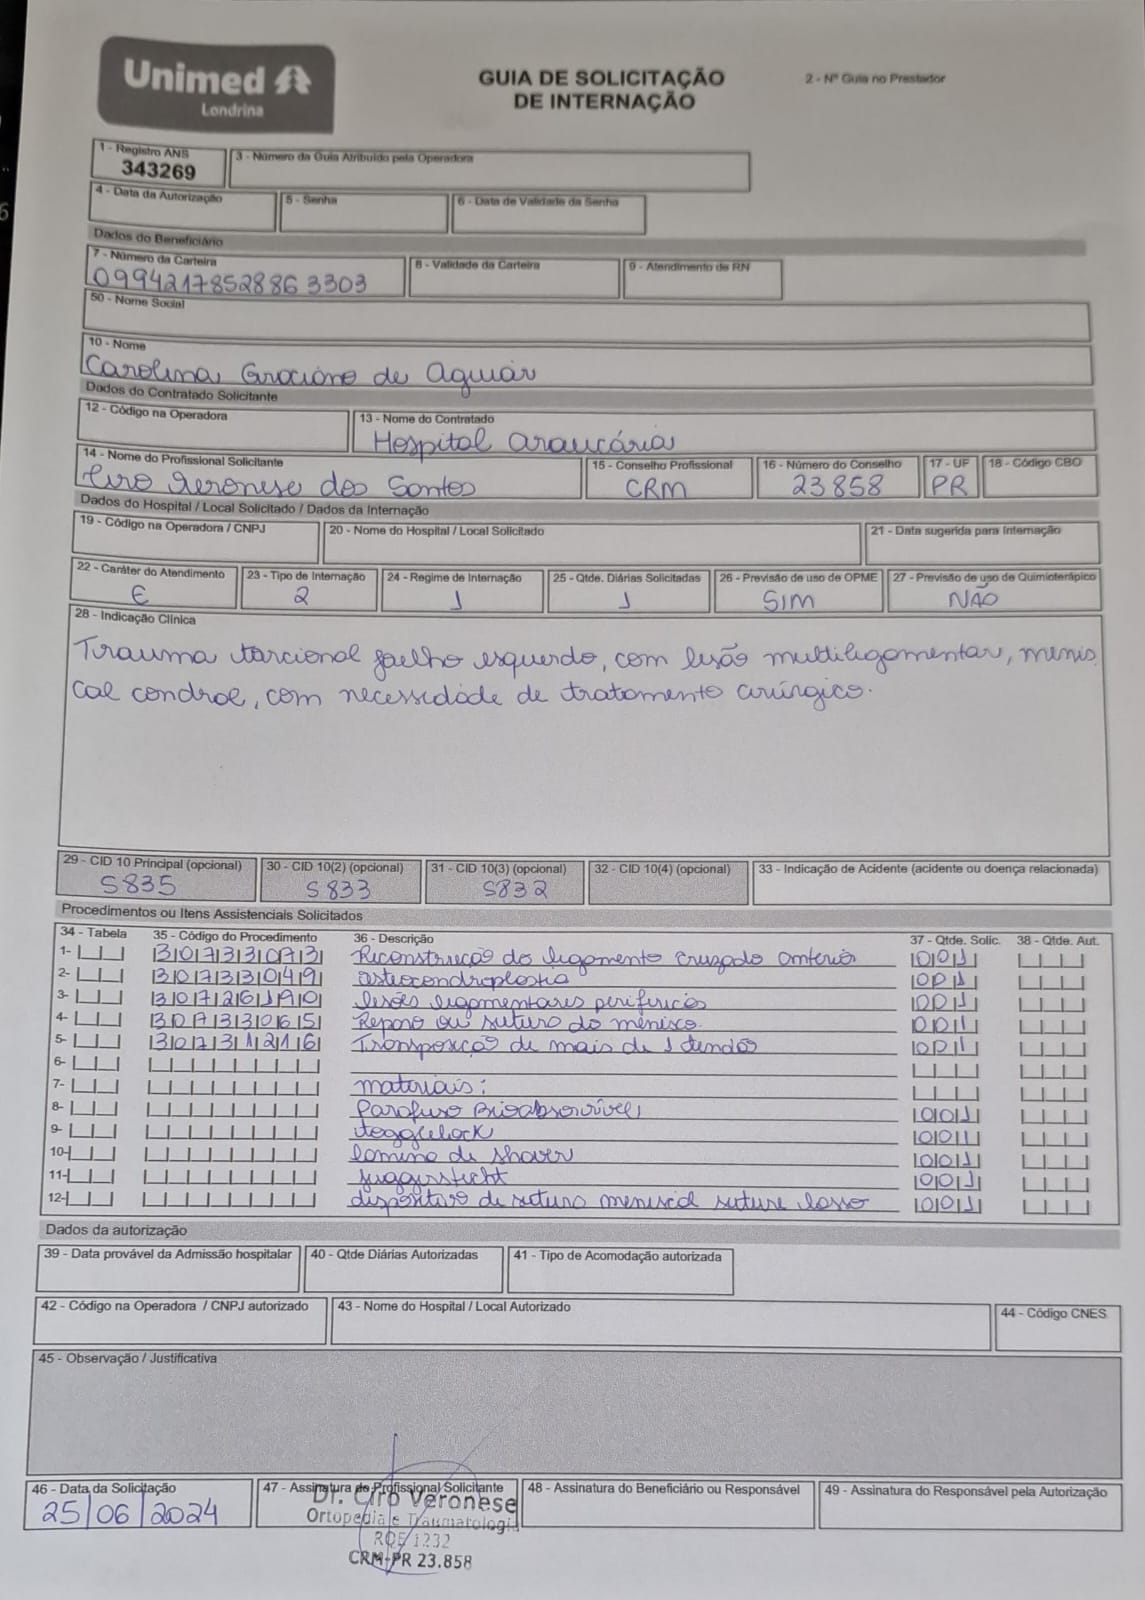 Unimed
Londrina
GUIA DE SOLICITAÇÃO
DE INTERNAÇÃO
2 - Nº Guia no Prestador
1 - Registro ANS
343269
3 - Número da Guia Atribuído pela Operadora
4 - Data da Autorização
5 - Senha
6 - Data de Validade da Senha
Dados do Beneficiário
7 - Número da Carteira
09942178528863303
8 - Validade da Carteira
9 - Atendimento de RN
50 - Nome Social
10 - Nome
Carolina Graciano de Aguiar
Dados do Contratado Solicitante
12 - Código na Operadora
13 - Nome do Contratado
Hospital araucária
14 - Nome do Profissional Solicitante
Ciro Veronese dos Santos
15 - Conselho Profissional
CRM
16 - Número do Conselho
23858
17 - UF
PR
18 - Código CBO
Dados do Hospital / Local Solicitado / Dados da Internação
19 - Código na Operadora / CNPJ
20 - Nome do Hospital / Local Solicitado
21 - Data sugerida para Internação
22 - Caráter do Atendimento
E
23 - Tipo de Internação
2
24 - Regime de Internação
1
25 - Qtde. Diárias Solicitadas
1
26 - Previsão de uso de OPME
SIM
27 - Previsão de uso de Quimioterápico
NÃO
28 - Indicação Clínica
Trauma torcional joelho esquerdo, com lesão multiligamentar, menis
cal condral, com necessidade de tratamento cirúrgico.
29 - CID 10 Principal (opcional)
S835
30 - CID 10(2) (opcional)
S833
31 - CID 10(3) (opcional)
S832
32 - CID 10(4) (opcional)
33 - Indicação de Acidente (acidente ou doença relacionada)
Procedimentos ou Itens Assistenciais Solicitados
34 - Tabela 35 - Código do Procedimento 36 - Descrição 37 - Qtde. Solic. 38 - Qtde. Aut.
1- 30733073 Reconstrução do ligamento cruzado anterior 001
2- 30733049 osteocondroplastia 001
3- 30726190 lesões ligamentares periféricas 001
4- 30733065 Reparo ou sutura do menisco. 001
5- 30731216 Transposição de mais de 1 tendão 001
6-
7- materiais:
8- Parafuso Bioabsorvível 001
9- togglelock 001
10- lamina de shaver 001
11- juggersticht 001
12- dispositivo de sutura meniscal suture lasso 001
Dados da autorização
39 - Data provável da Admissão hospitalar
40 - Qtde Diárias Autorizadas
41 - Tipo de Acomodação autorizada
42 - Código na Operadora / CNPJ autorizado
43 - Nome do Hospital / Local Autorizado
44 - Código CNES
45 - Observação / Justificativa
46 - Data da Solicitação
25/06/2024
47 - Assinatura do Profissional Solicitante
Dr. Ciro Veronese
Ortopedia e Traumatologia
RQE 1232
CRM-PR 23.858
48 - Assinatura do Beneficiário ou Responsável
49 - Assinatura do Responsável pela Autorização